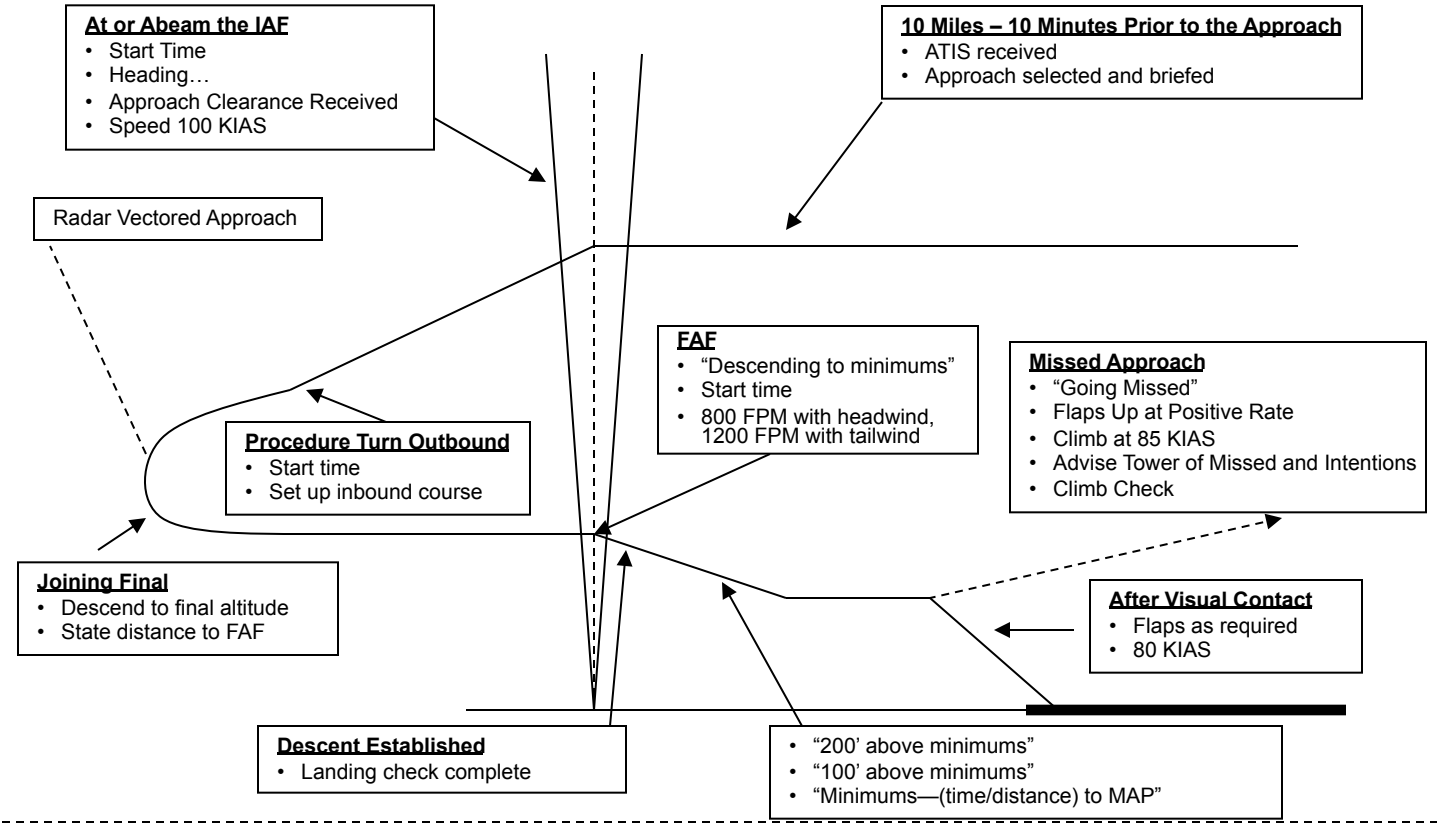 At or Abeam the IAF
• Start Time
• Heading…
• Approach Clearance Received
• Speed 100 KIAS
10 Miles – 10 Minutes Prior to the Approach
• ATIS received
• Approach selected and briefed
Radar Vectored Approach
FAF
• “Descending to minimums”
• Start time
• 800 FPM with headwind,
1200 FPM with tailwind
Missed Approach
• “Going Missed”
• Flaps Up at Positive Rate
• Climb at 85 KIAS
• Advise Tower of Missed and Intentions
• Climb Check
Procedure Turn Outbound
• Start time
• Set up inbound course
Joining Final
• Descend to final altitude
• State distance to FAF
After Visual Contact
• Flaps as required
• 80 KIAS
Descent Established
• Landing check complete
• “200’ above minimums”
• “100’ above minimums”
• “Minimums—(time/distance) to MAP”